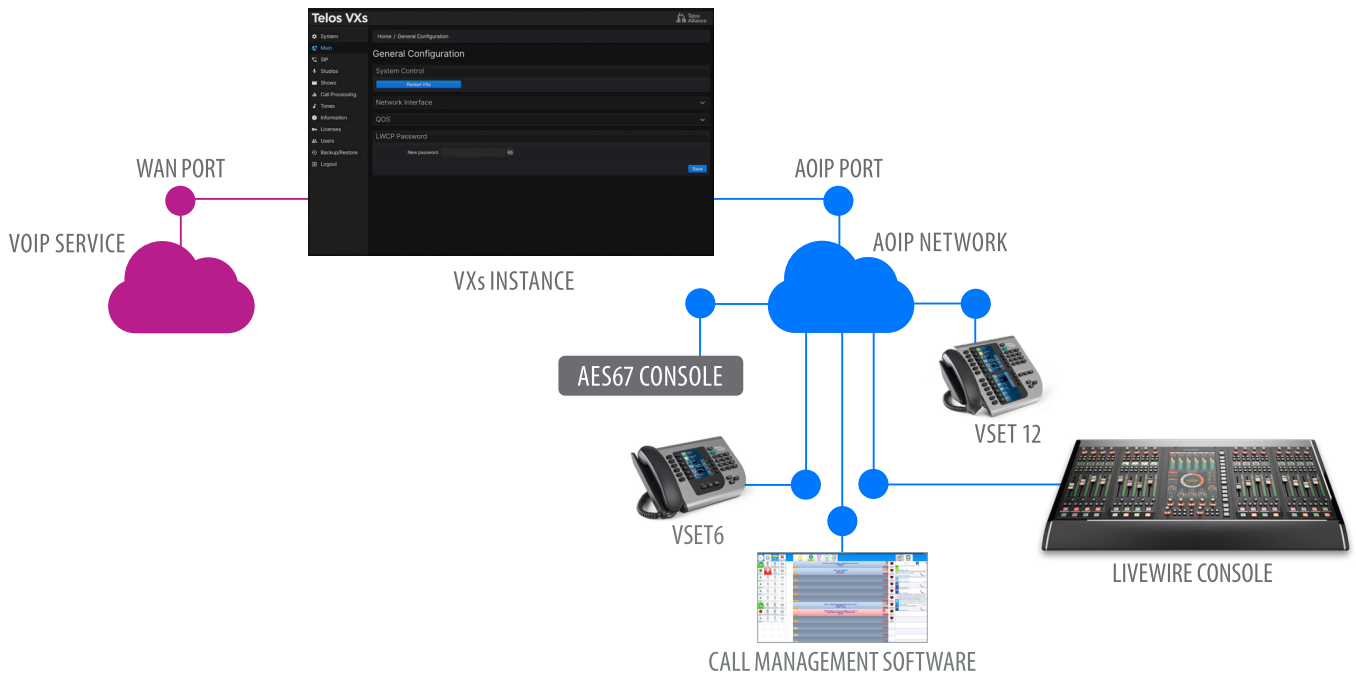 Telos VXs
Telos
Alliance
System
Main
SIP
Studios
Shows
Call Processing
Tones
Information
Licenses
Users
Backup/Restore
Logout
Home / General Configuration
General Configuration
System Control
Restart VXs
Network Interface
QOS
LWCP Password
New password
Save
WAN PORT
AOIP PORT
VOIP SERVICE
AOIP NETWORK
VXs INSTANCE
AES67 CONSOLE
VSET 12
VSET6
LIVEWIRE CONSOLE
CALL MANAGEMENT SOFTWARE